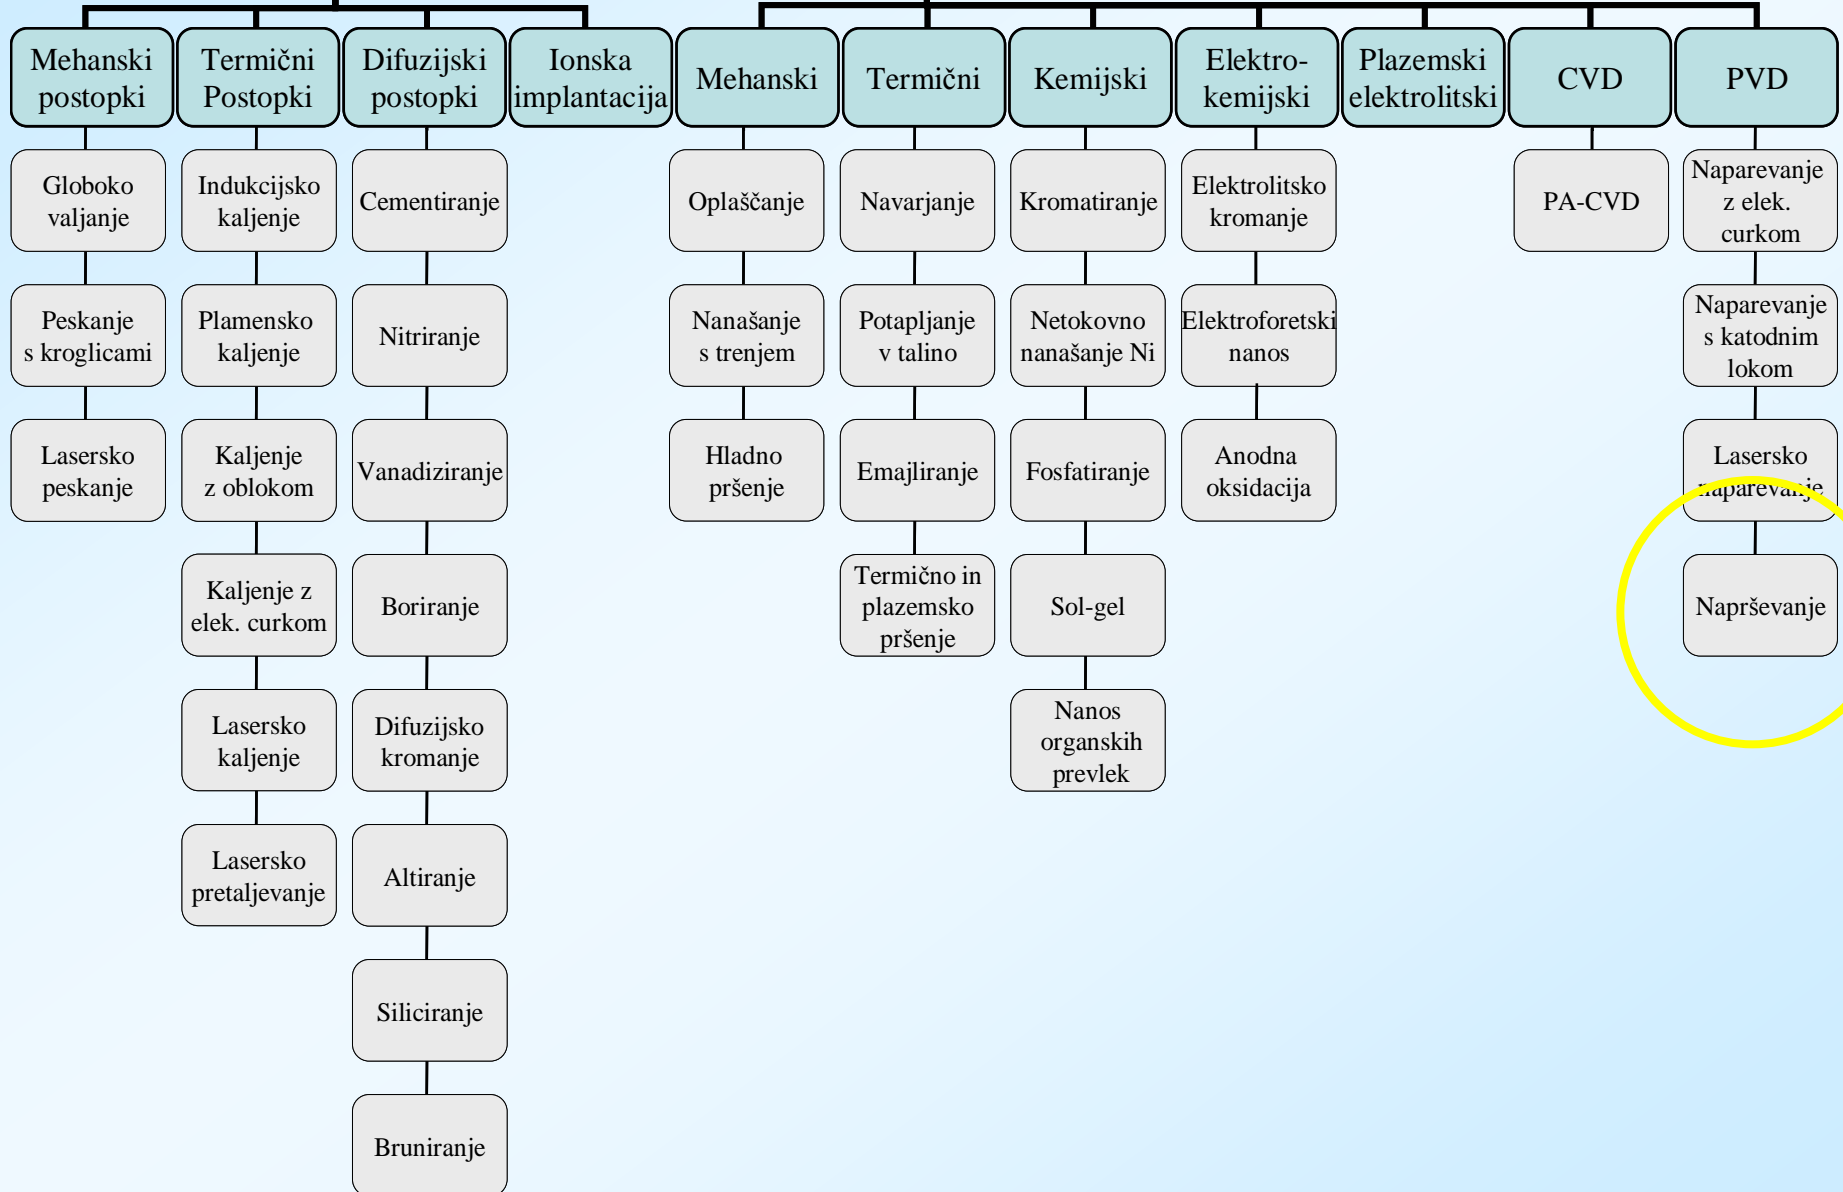 Mehanski
postopki
Termični
Postopki
Difuzijski
postopki
Ionska
implantacija
Mehanski
Termični
Kemijski
Elektro-
kemijski
Plazemski
elektrolitski
CVD
PVD
Globoko
valjanje
Peskanje
s kroglicami
Lasersko
peskanje
Indukcijsko
kaljenje
Plamensko
kaljenje
Kaljenje
z oblokom
Kaljenje z
elek. curkom
Lasersko
kaljenje
Lasersko
pretaljevanje
Cementiranje
Nitriranje
Vanadiziranje
Boriranje
Difuzijsko
kromanje
Altiranje
Siliciranje
Bruniranje
Oplaščanje
Nanašanje
s trenjem
Hladno
pršenje
Navarjanje
Potapljanje
v talino
Emajliranje
Termično in
plazemsko
pršenje
Kromatiranje
Netokovno
nanašanje Ni
Fosfatiranje
Sol-gel
Nanos
organskih
prevlek
Elektrolitsko
kromanje
Elektroforetski
nanos
Anodna
oksidacija
PA-CVD
Naparevanje
z elek.
curkom
Naparevanje
s katodnim
lokom
Lasersko
naparevanje
Naprševanje